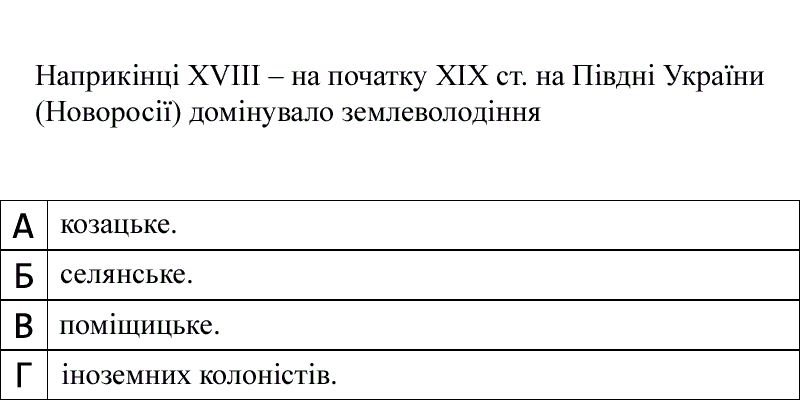 Наприкінці XVIII – на початку XIX ст. на Півдні України
(Новоросії) домінувало землеволодіння
А козацьке.
Б селянське.
В поміщицьке.
Г іноземних колоністів.